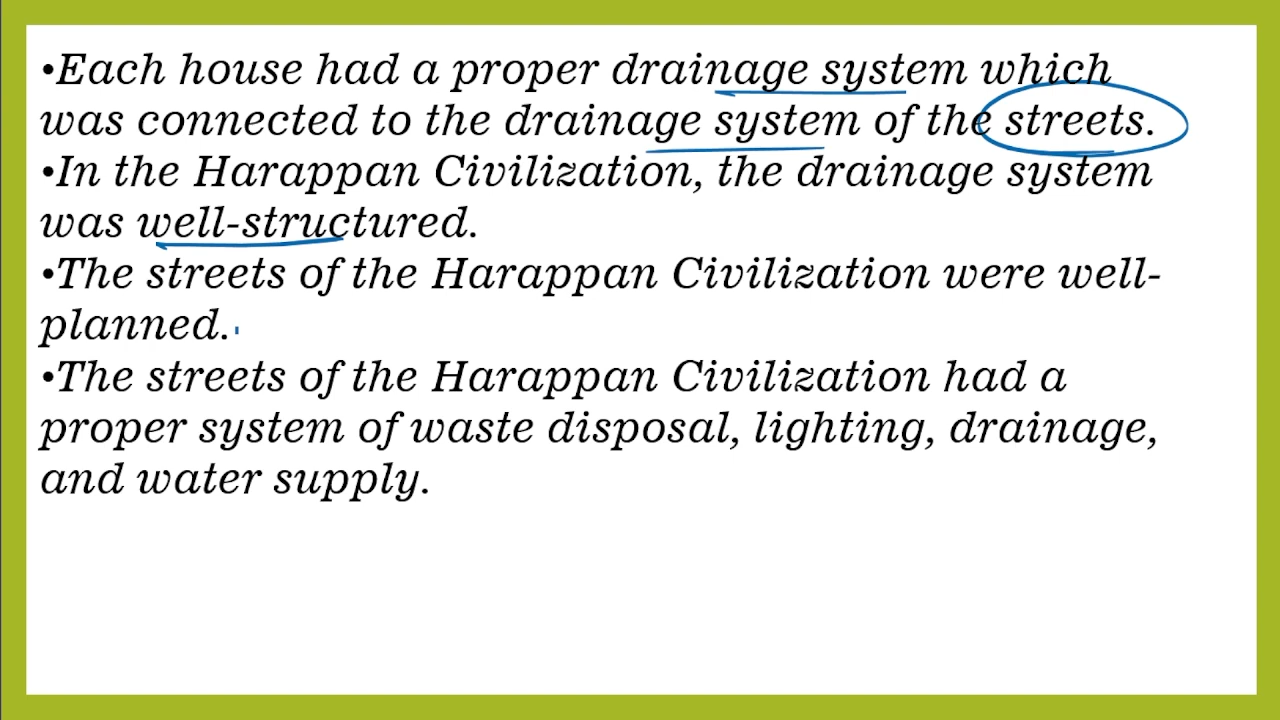 •Each house had a proper drainage system which
was connected to the drainage system of the streets.
•In the Harappan Civilization, the drainage system
was well-structured.
•The streets of the Harappan Civilization were well-
planned.
•The streets of the Harappan Civilization had a
proper system of waste disposal, lighting, drainage,
and water supply.